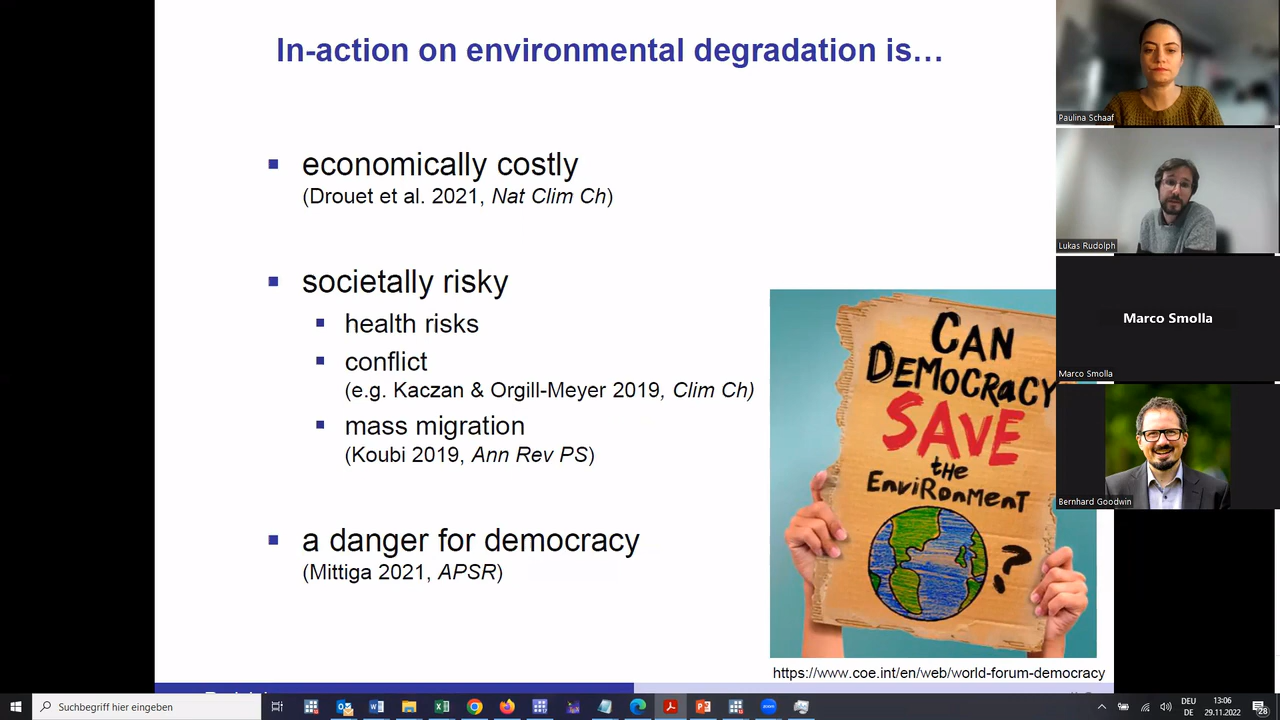 In-action on environmental degradation is…
economically costly
(Drouet et al. 2021, Nat Clim Ch)
societally risky
health risks
conflict
(e.g. Kaczan & Orgill-Meyer 2019, Clim Ch)
mass migration
(Koubi 2019, Ann Rev PS)
a danger for democracy
(Mittiga 2021, APSR)
CAN
DEMOCRACY
SAVE
the
ENViRONMENT
?
https://www.coe.int/en/web/world-forum-democracy
Paulina Schaaf
Lukas Rudolph
Marco Smolla
Marco Smolla
Bernhard Goodwin
Suchbegriff hier eingeben
DEU
DE
13:06
29.11.2022
28